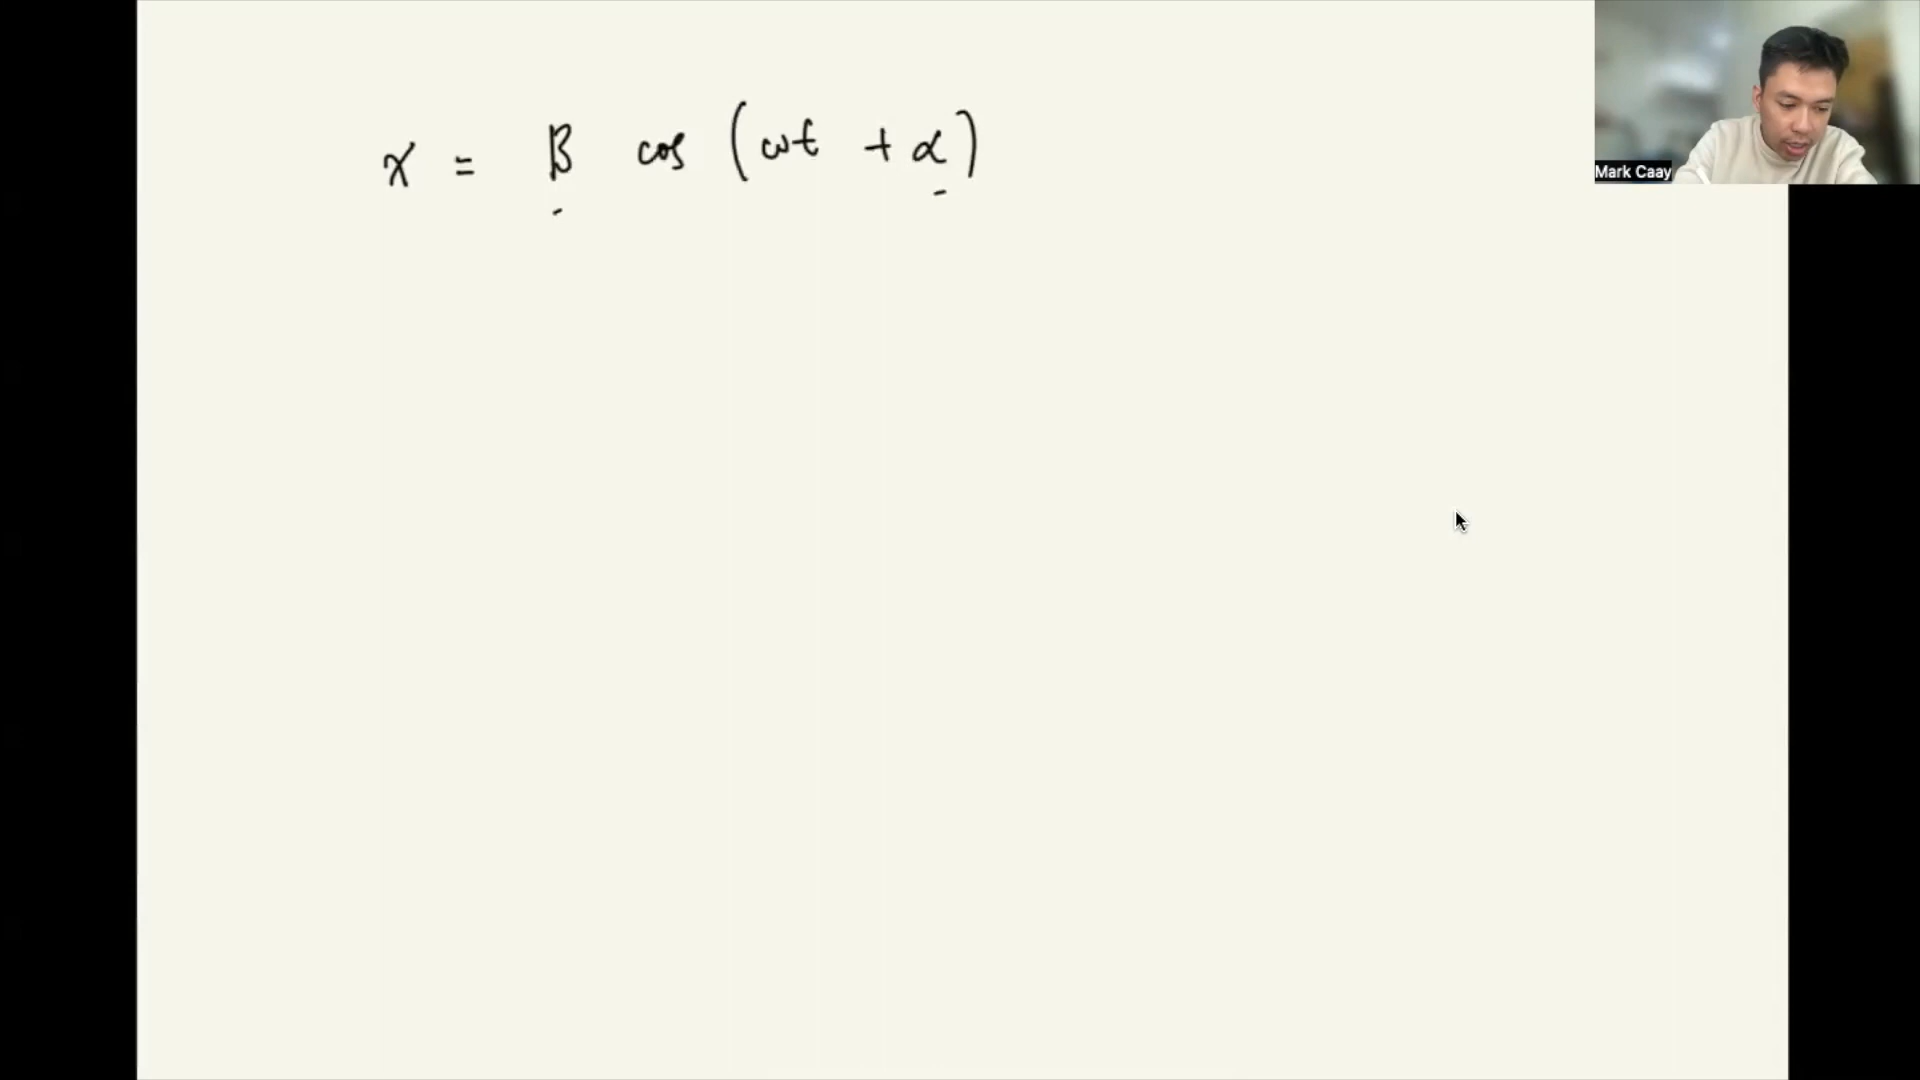 x = B cos (ωt + α)
Mark Caay